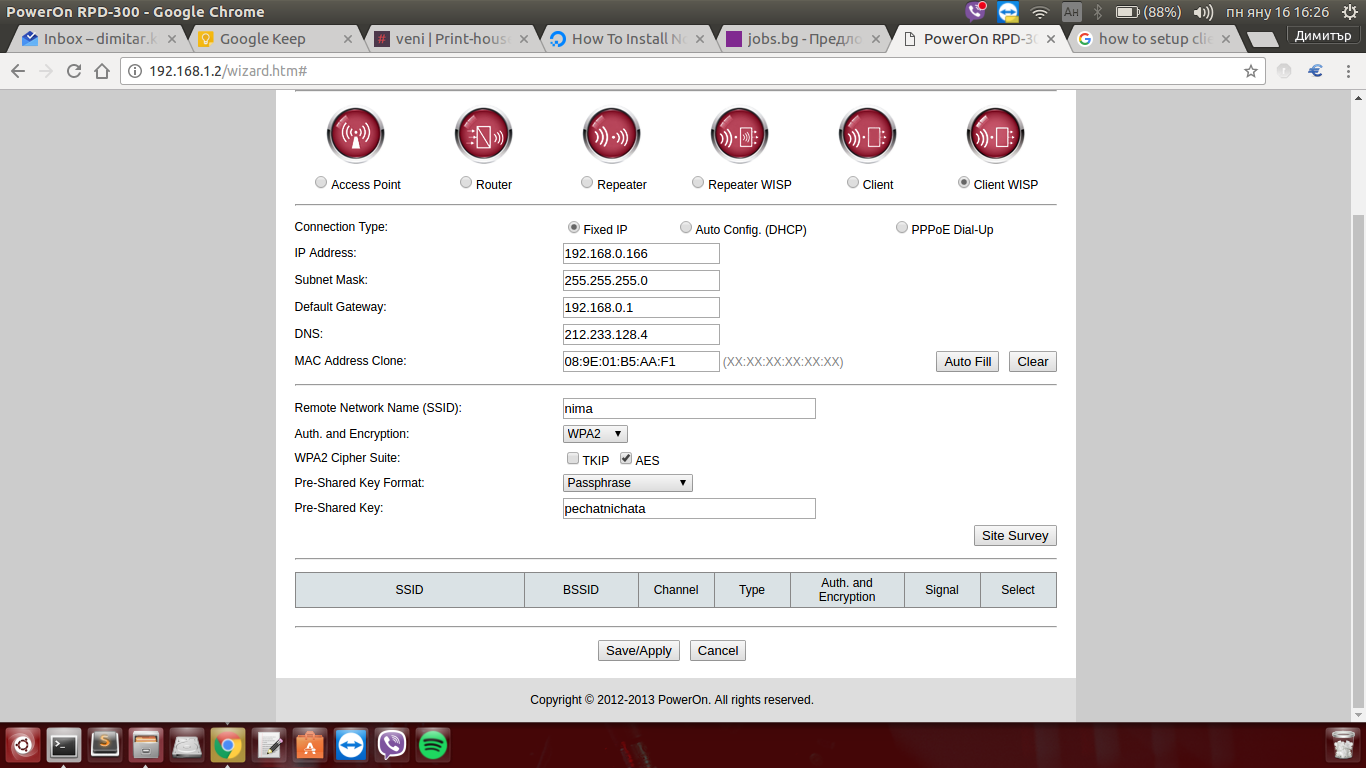 PowerOn RPD-300 - Google Chrome
Ан
(88%)
пн яну 16 16:26
Inbox – dimitar.k
Google Keep
# veni | Print-hous
How To Install No
jobs.bg - Предло
PowerOn RPD-30
how to setup clie
Димитър
192.168.1.2/wizard.htm#
Access Point
Router
Repeater
Repeater WISP
Client
Client WISP
Connection Type: Fixed IP Auto Config. (DHCP) PPPoE Dial-Up
IP Address: 192.168.0.166
Subnet Mask: 255.255.255.0
Default Gateway: 192.168.0.1
DNS: 212.233.128.4
MAC Address Clone: 08:9E:01:B5:AA:F1 (XX:XX:XX:XX:XX:XX) Auto Fill Clear
Remote Network Name (SSID): nima
Auth. and Encryption: WPA2
WPA2 Cipher Suite: TKIP AES
Pre-Shared Key Format: Passphrase
Pre-Shared Key: pechatnichata
Site Survey
SSID
BSSID
Channel
Type
Auth. and
Encryption
Signal
Select
Save/Apply Cancel
Copyright © 2012-2013 PowerOn. All rights reserved.